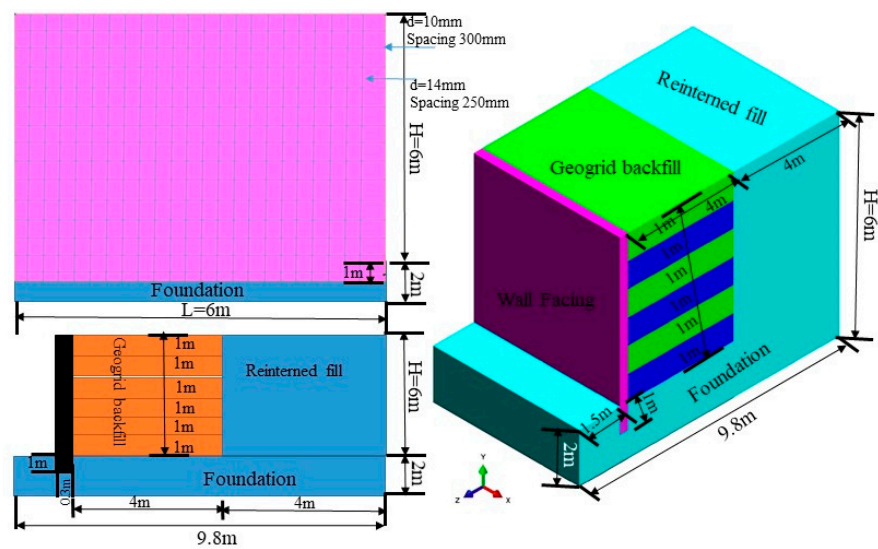 d=10mm
Spacing 300mm
d=14mm
Spacing 250mm
H=6m
1m
2m
Foundation
L=6m
Geogrid backfill
1m
1m
1m
1m
1m
1m
Reinterned fill
H=6m
1m
0.3m
Foundation
2m
4m
4m
9.8m
Reinterned fill
Geogrid backfill
4m
4m
1m
1m
1m
1m
1m
1m
H=6m
Wall Facing
Foundation
1.5m
1m
2m
9.8m
Y
Z
X